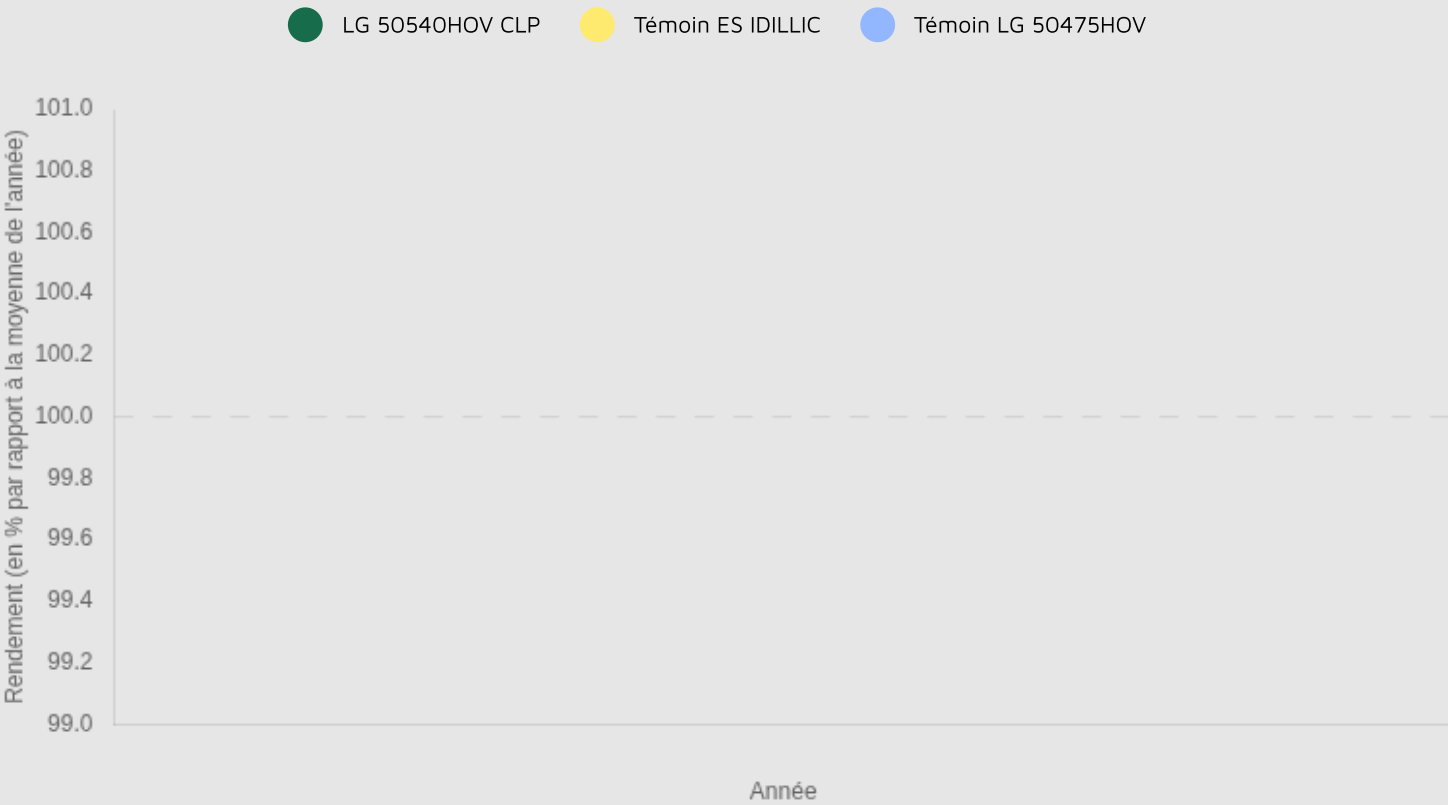 LG 50540HOV CLP
Témoin ES IDILLIC
Témoin LG 50475HOV
Rendement (en % par rapport à la moyenne de l'année)
101.0
100.8
100.6
100.4
100.2
100.0
99.8
99.6
99.4
99.2
99.0
Année